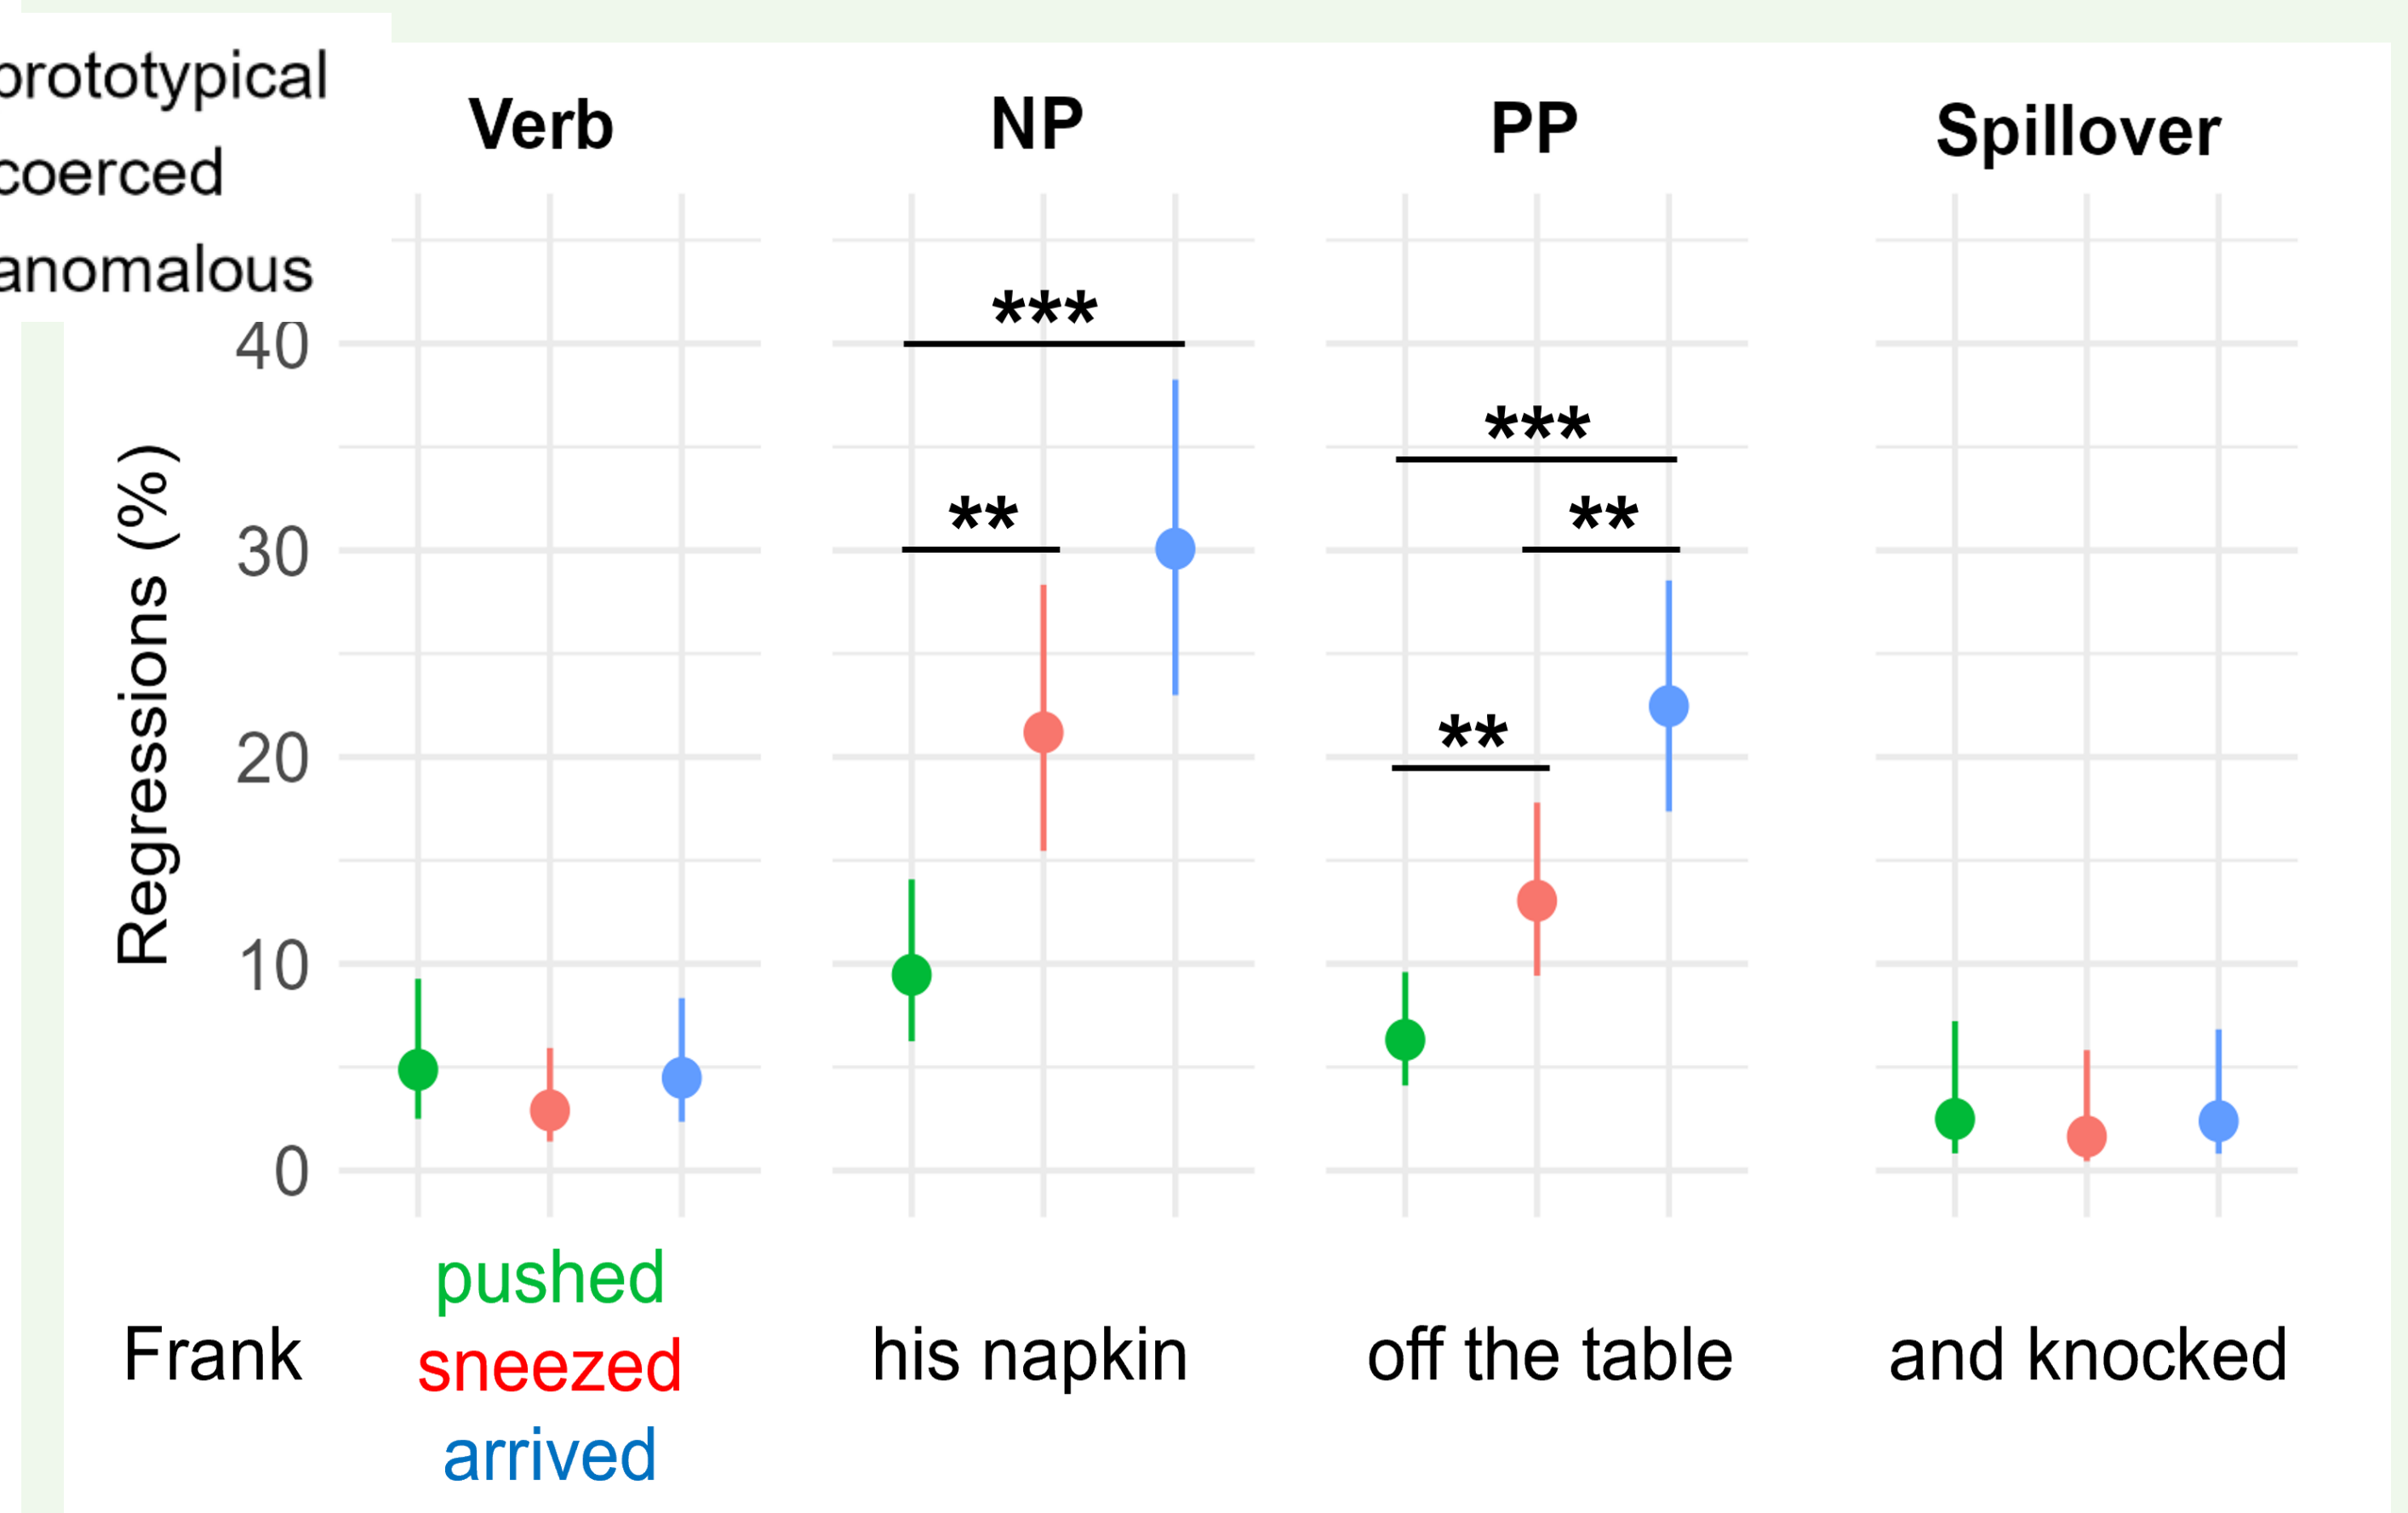 prototypical
coerced
anomalous
Verb NP PP Spillover
***
***
** **
**
40
30
20
10
0
Regressions (%)
pushed
Frank sneezed his napkin off the table and knocked
arrived